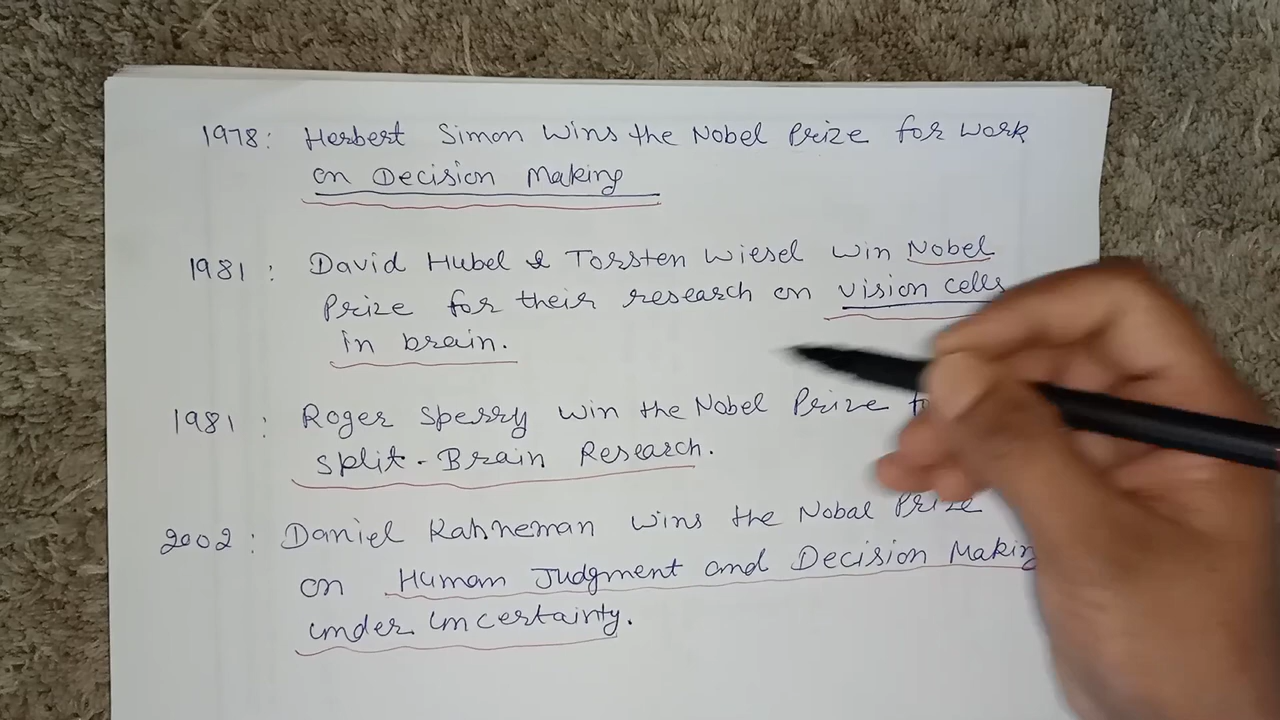 1978: Herbert Simon Wins the Nobel Prize for Work
on Decision Making
1981: David Hubel & Torsten Wiesel win Nobel
Prize for their research on vision cells
in brain.
1981: Roger Sperry win the Nobel Prize
Split-Brain Research.
2002: Daniel Kahneman wins the Nobal Prize
on Human Judgment and Decision Making
under Uncertainty.